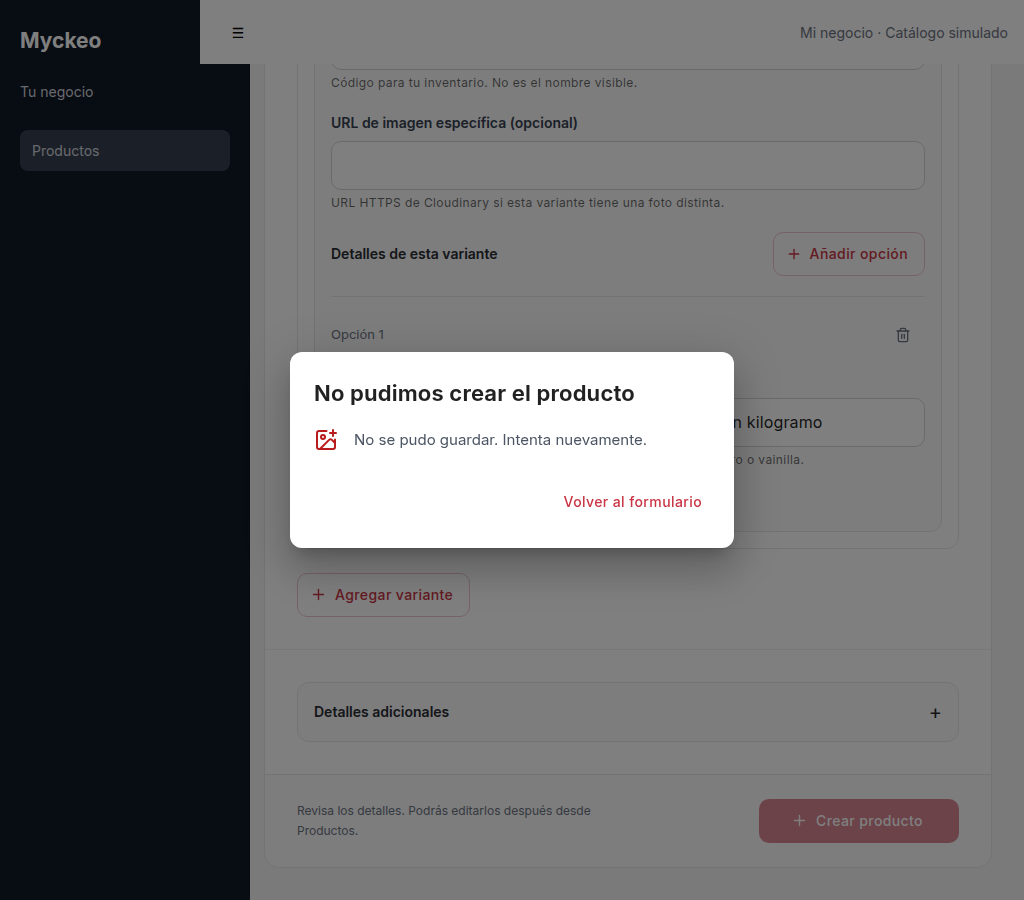 Myckeo
☰
Mi negocio · Catálogo simulado
Tu negocio
Productos
Código para tu inventario. No es el nombre visible.
URL de imagen específica (opcional)
URL HTTPS de Cloudinary si esta variante tiene una foto distinta.
Detalles de esta variante
+ Añadir opción
Opción 1
No pudimos crear el producto
No se pudo guardar. Intenta nuevamente.
Volver al formulario
kilogramo
o vainilla.
+ Agregar variante
Detalles adicionales +
Revisa los detalles. Podrás editarlos después desde
Productos.
+ Crear producto